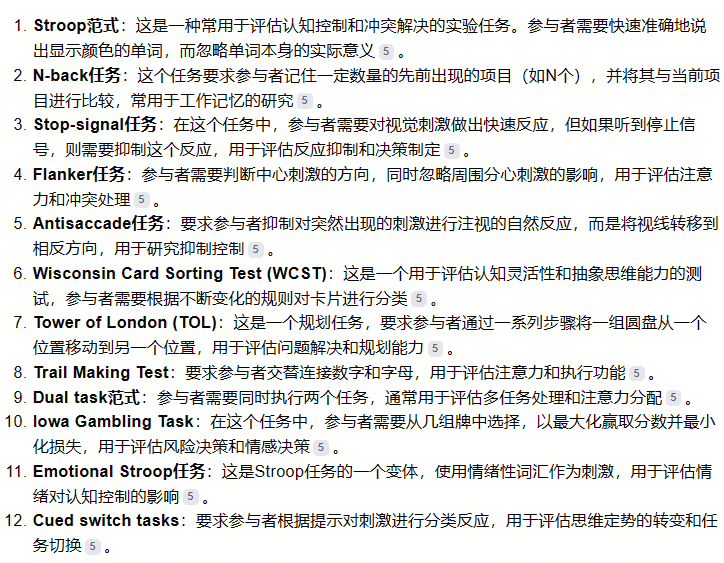 1. Stroop范式：这是一种常用于评估认知控制和冲突解决的实验任务。参与者需要快速准确地说
出显示颜色的单词，而忽略单词本身的实际意义 5 。
2. N-back任务：这个任务要求参与者记住一定数量的先前出现的项目（如N个），并将其与当前项
目进行比较，常用于工作记忆的研究 5 。
3. Stop-signal任务：在这个任务中，参与者需要对视觉刺激做出快速反应，但如果听到停止信
号，则需要抑制这个反应，用于评估反应抑制和决策制定 5 。
4. Flanker任务：参与者需要判断中心刺激的方向，同时忽略周围分心刺激的影响，用于评估注意
力和冲突处理 5 。
5. Antisaccade任务：要求参与者抑制对突然出现的刺激进行注视的自然反应，而是将视线转移到
相反方向，用于研究抑制控制 5 。
6. Wisconsin Card Sorting Test (WCST)：这是一个用于评估认知灵活性和抽象思维能力的测
试，参与者需要根据不断变化的规则对卡片进行分类 5 。
7. Tower of London (TOL)：这是一个规划任务，要求参与者通过一系列步骤将一组圆盘从一个
位置移动到另一个位置，用于评估问题解决和规划能力 5 。
8. Trail Making Test：要求参与者交替连接数字和字母，用于评估注意力和执行功能 5 。
9. Dual task范式：参与者需要同时执行两个任务，通常用于评估多任务处理和注意力分配 5 。
10. Iowa Gambling Task：在这个任务中，参与者需要从几组牌中选择，以最大化赢取分数并最小
化损失，用于评估风险决策和情感决策 5 。
11. Emotional Stroop任务：这是Stroop任务的一个变体，使用情绪性词汇作为刺激，用于评估情
绪对认知控制的影响 5 。
12. Cued switch tasks：要求参与者根据提示对刺激进行分类反应，用于评估思维定势的转变和任
务切换 5 。